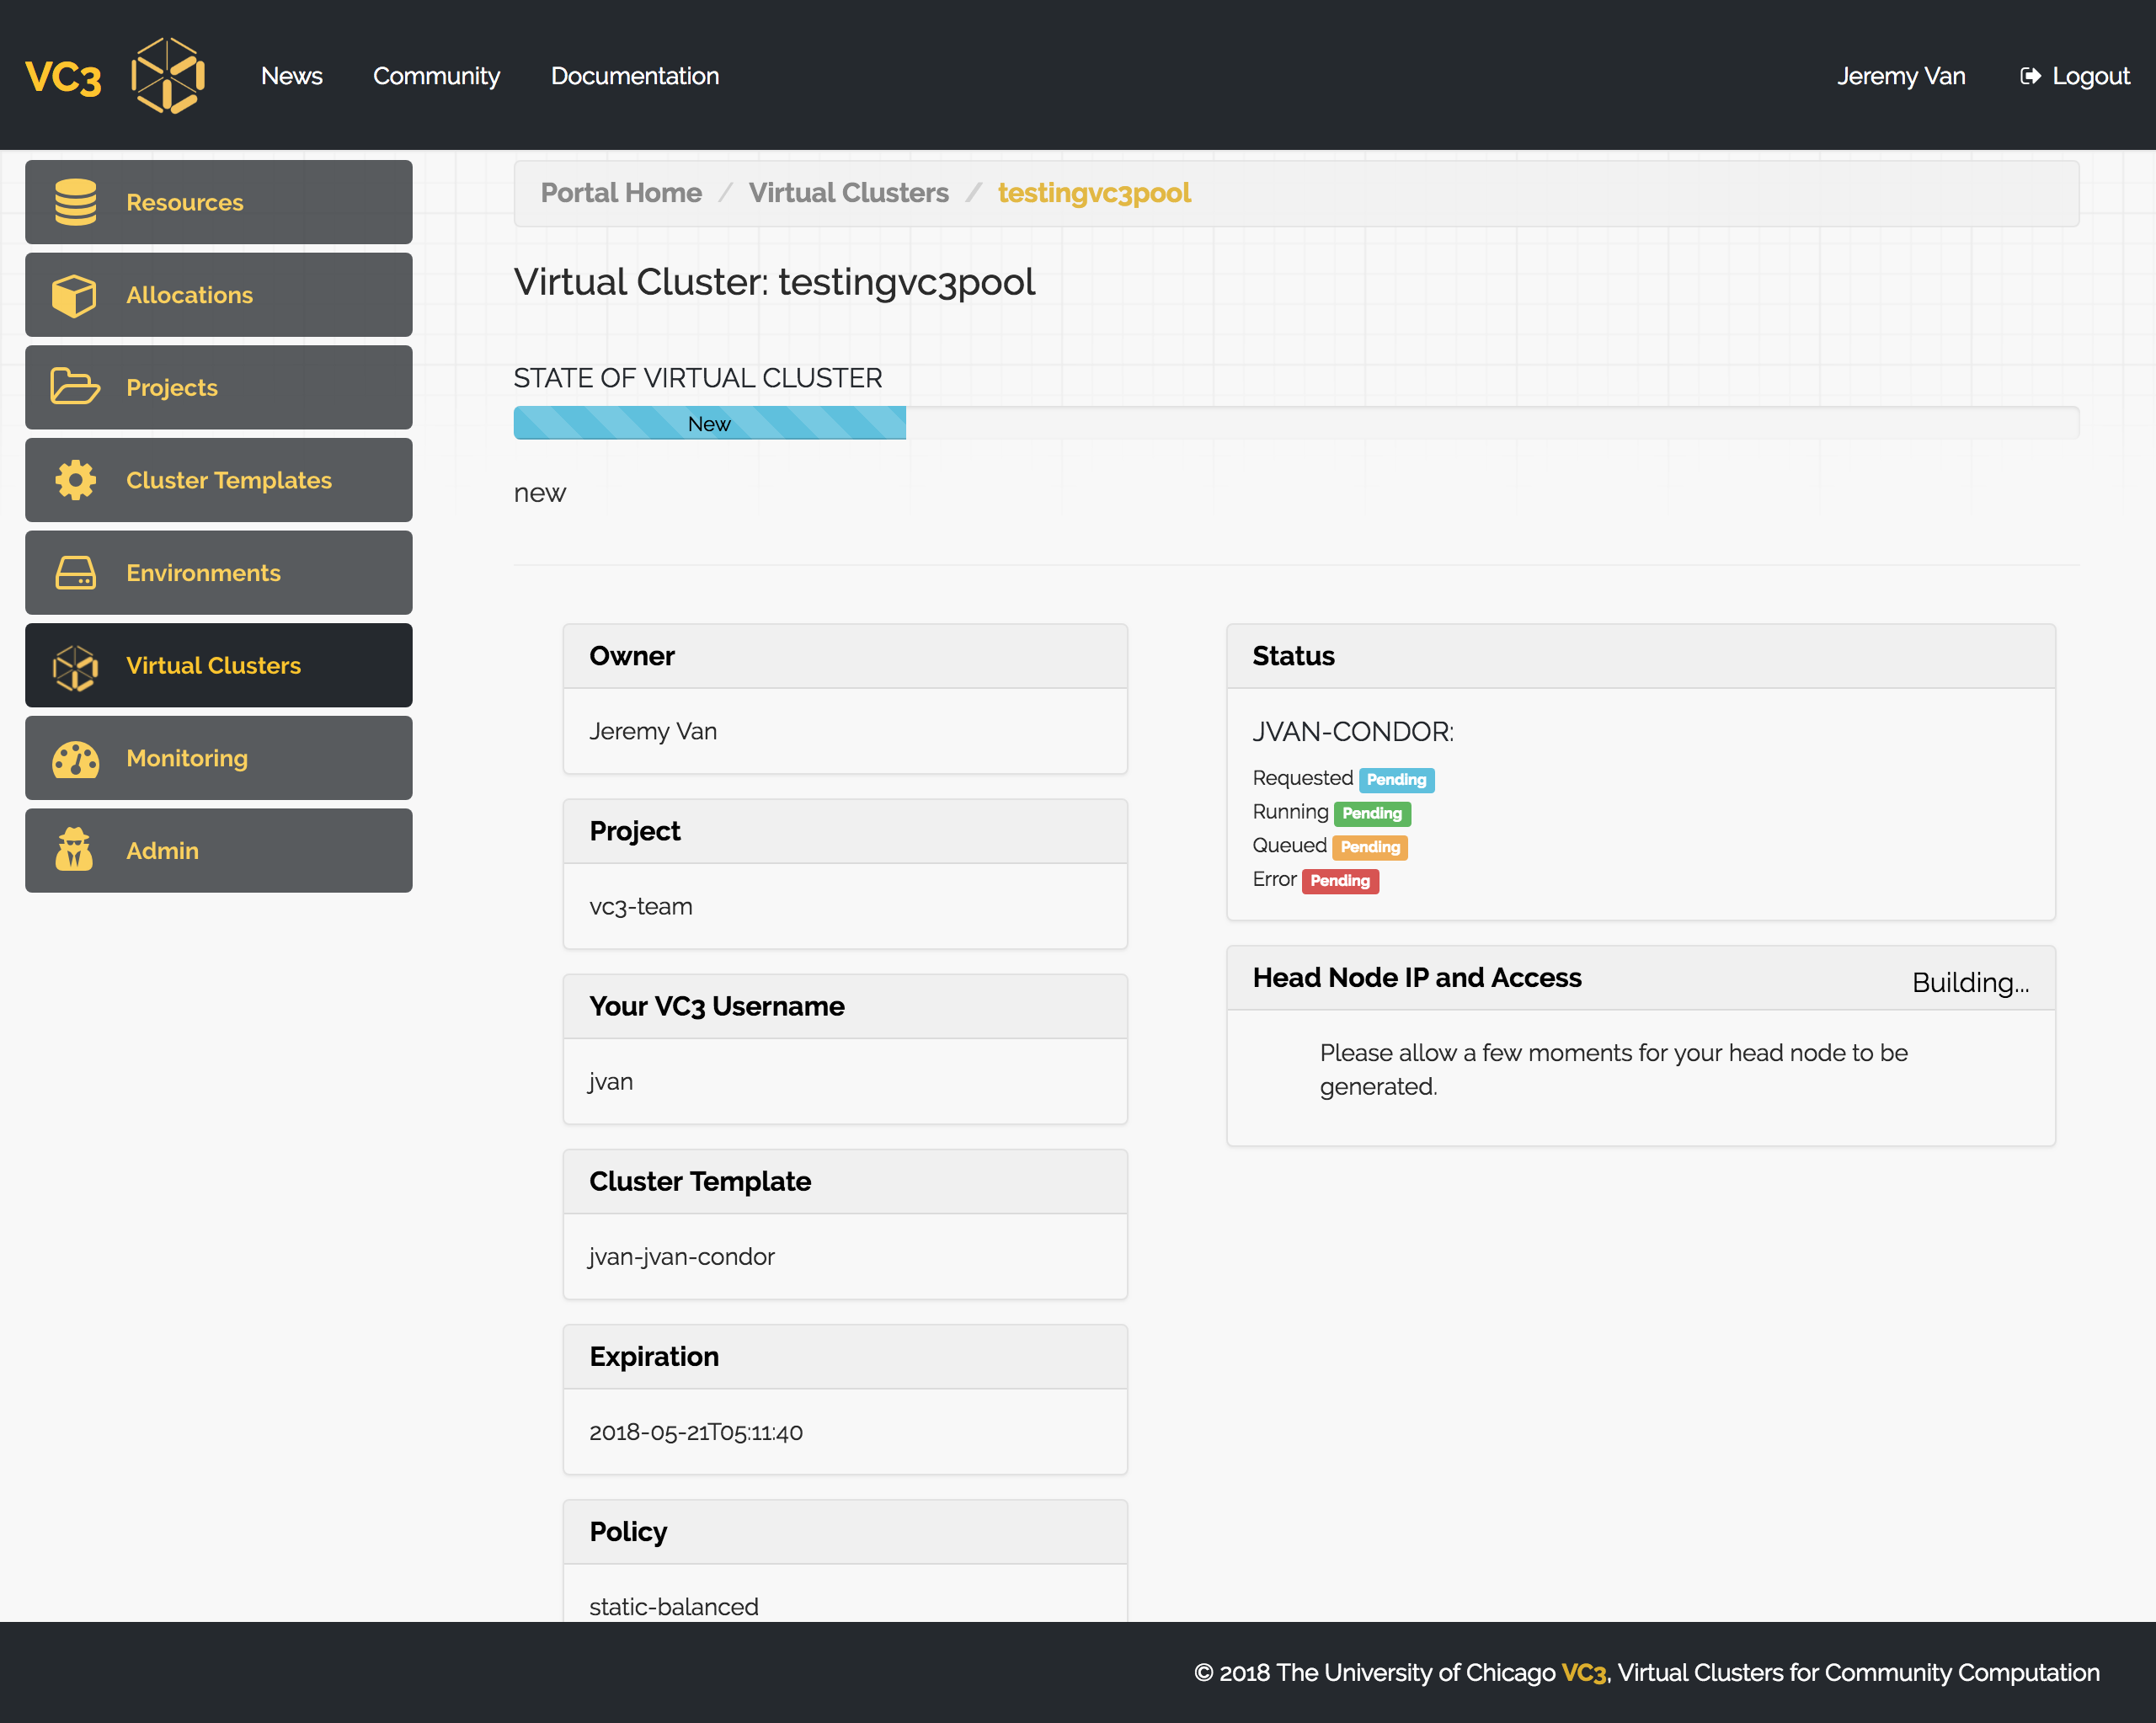 VC3 News Community Documentation Jeremy Van Logout
Resources
Allocations
Projects
Cluster Templates
Environments
Virtual Clusters
Monitoring
Admin
Portal Home / Virtual Clusters / testingvc3pool
Virtual Cluster: testingvc3pool
STATE OF VIRTUAL CLUSTER
New
new
Owner
Jeremy Van
Project
vc3-team
Your VC3 Username
jvan
Cluster Template
jvan-jvan-condor
Expiration
2018-05-21T05:11:40
Policy
static-balanced
Status
JVAN-CONDOR:
Requested Pending
Running Pending
Queued Pending
Error Pending
Head Node IP and Access Building...
Please allow a few moments for your head node to be
generated.
© 2018 The University of Chicago VC3, Virtual Clusters for Community Computation